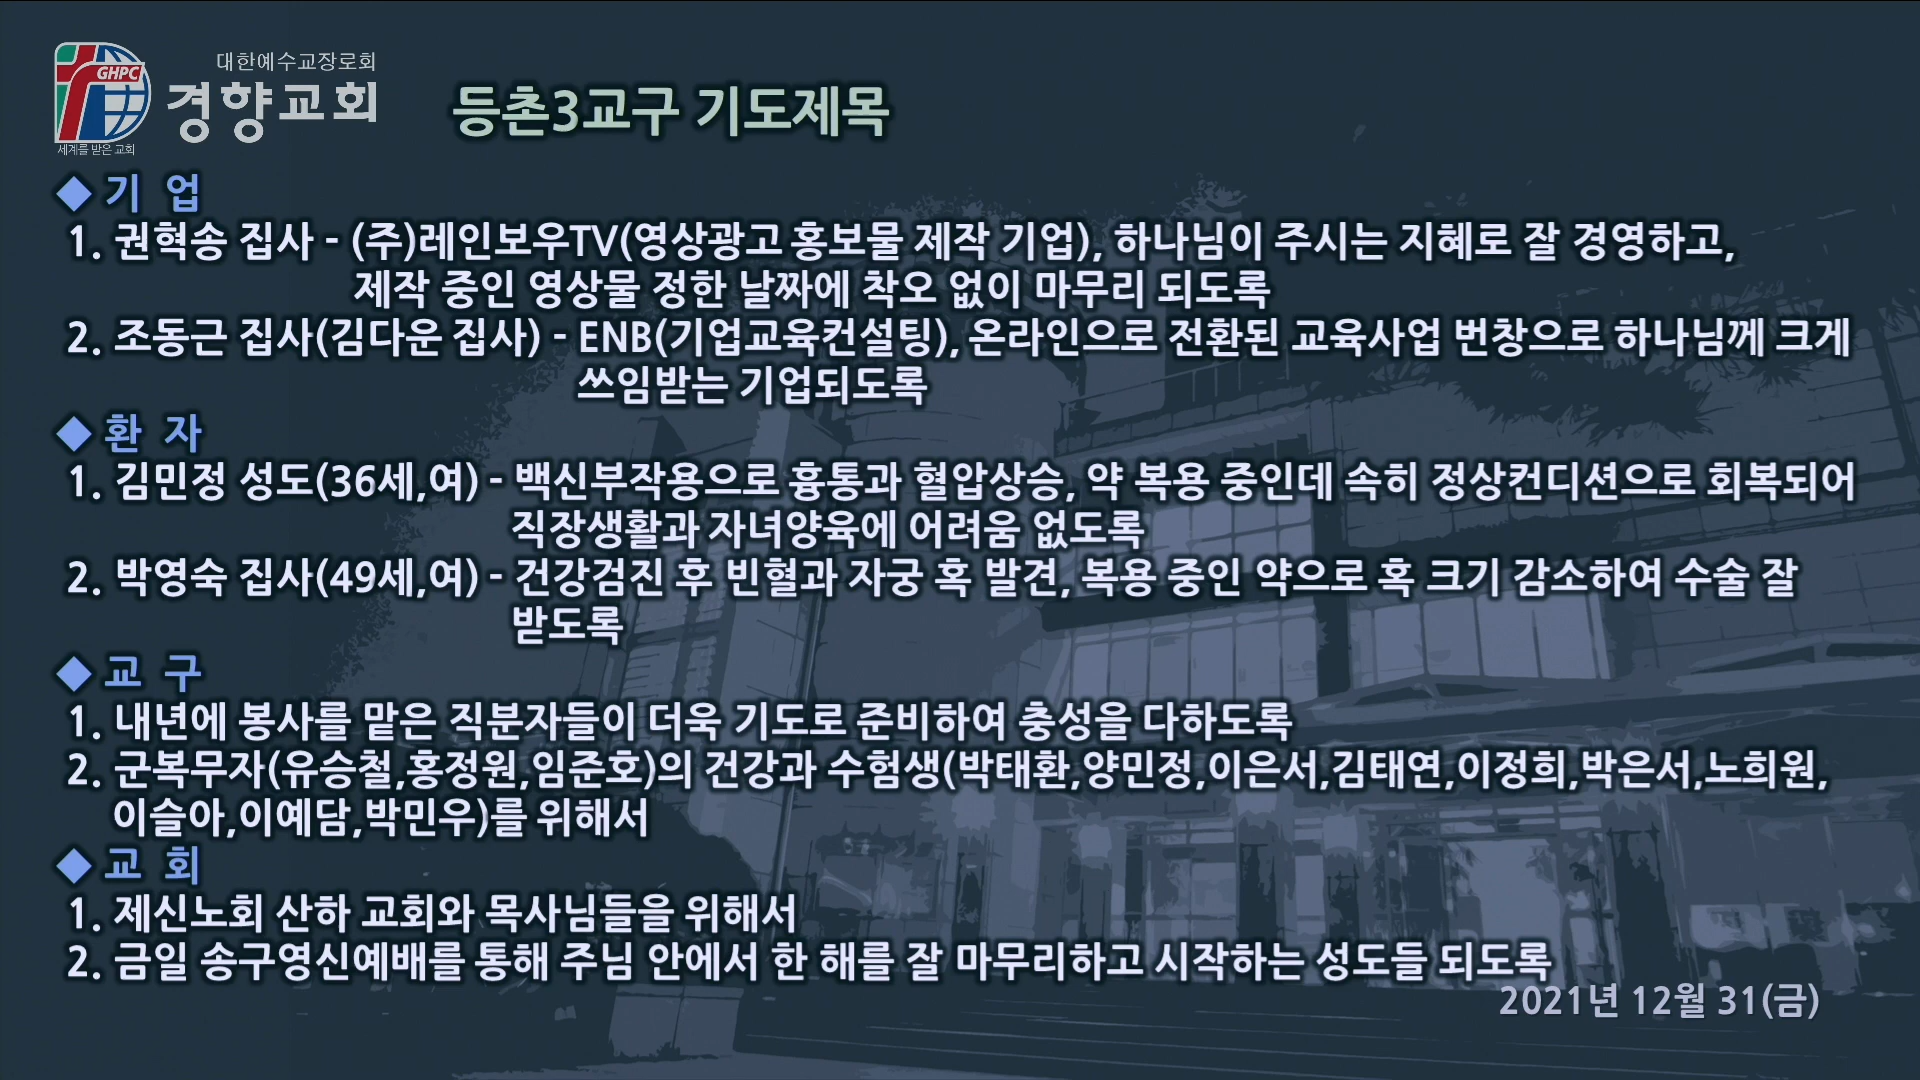 대한예수교장로회
GHPC
경향교회
세계를 받은 교회
등촌3교구 기도제목
◆ 기 업
1. 권혁송 집사 - (주)레인보우TV(영상광고 홍보물 제작 기업), 하나님이 주시는 지혜로 잘 경영하고,
제작 중인 영상물 정한 날짜에 착오 없이 마무리 되도록
2. 조동근 집사(김다운 집사) - ENB(기업교육컨설팅), 온라인으로 전환된 교육사업 번창으로 하나님께 크게
쓰임받는 기업되도록
◆ 환 자
1. 김민정 성도(36세,여) - 백신부작용으로 흉통과 혈압상승, 약 복용 중인데 속히 정상컨디션으로 회복되어
직장생활과 자녀양육에 어려움 없도록
2. 박영숙 집사(49세,여) - 건강검진 후 빈혈과 자궁 혹 발견, 복용 중인 약으로 혹 크기 감소하여 수술 잘
받도록
◆ 교 구
1. 내년에 봉사를 맡은 직분자들이 더욱 기도로 준비하여 충성을 다하도록
2. 군복무자(유승철,홍정원,임준호)의 건강과 수험생(박태환,양민정,이은서,김태연,이정희,박은서,노희원,
이슬아,이예담,박민우)를 위해서
◆ 교 회
1. 제신노회 산하 교회와 목사님들을 위해서
2. 금일 송구영신예배를 통해 주님 안에서 한 해를 잘 마무리하고 시작하는 성도들 되도록
2021년 12월 31(금)